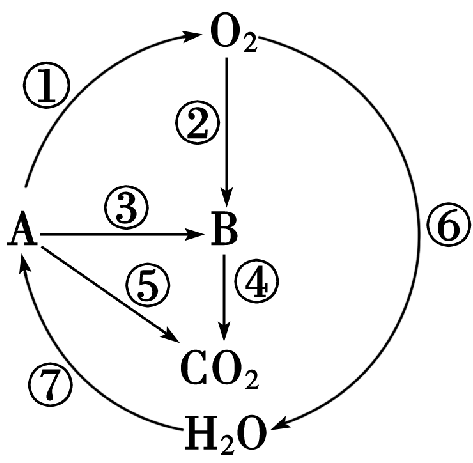 O₂
①
②
A
③
B
⑥
⑤
④
CO₂
⑦
H₂O